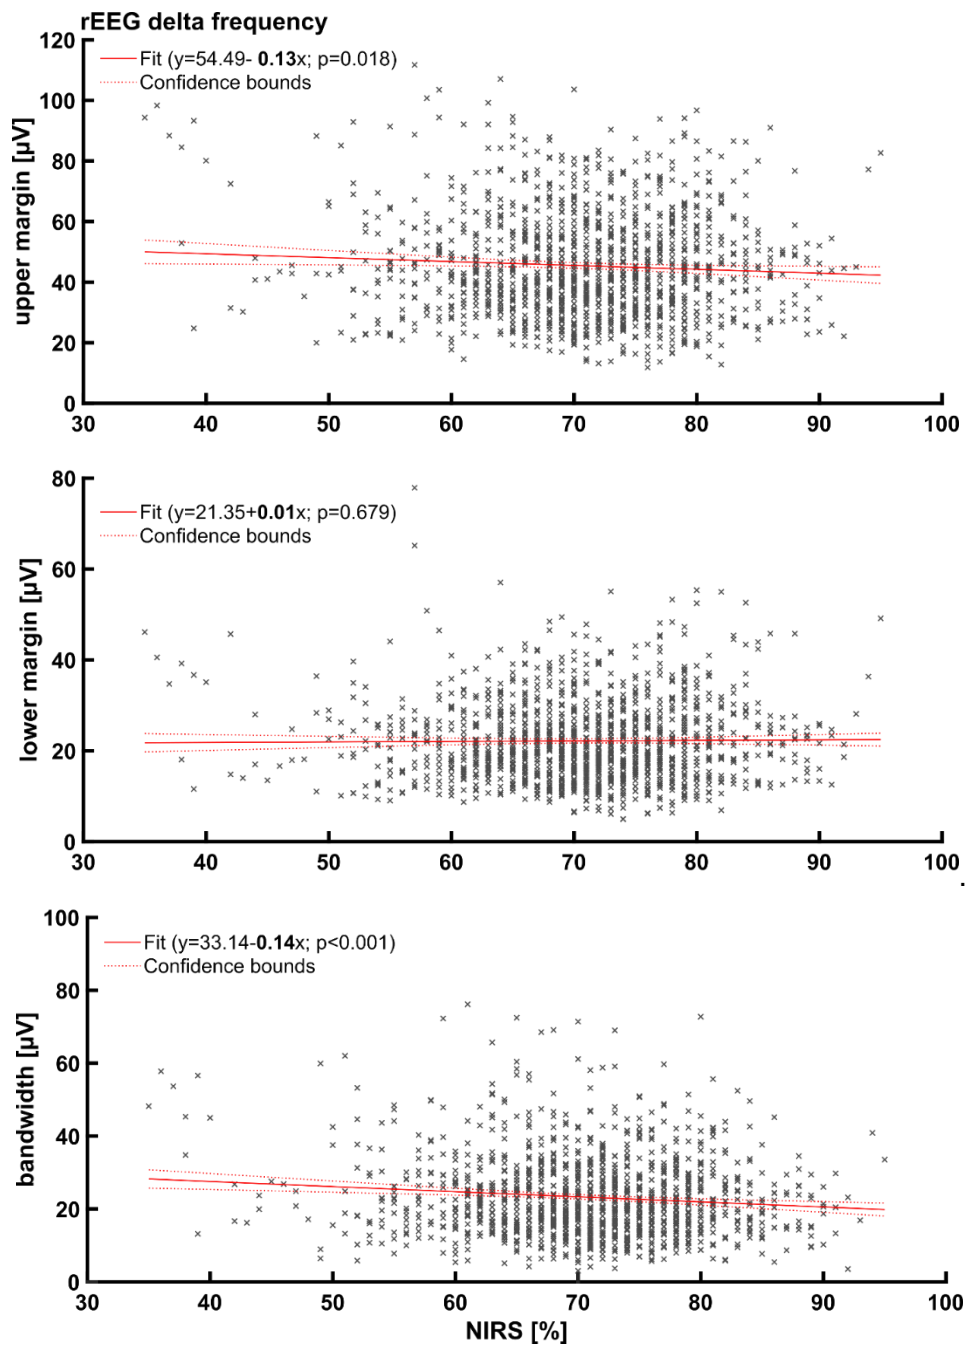 rEEG delta frequency
120
100
80
60
40
20
0
upper margin [µV]
Fit (y=54.49- 0.13x; p=0.018)
Confidence bounds
30 40 50 60 70 80 90 100
80
60
40
20
0
lower margin [µV]
Fit (y=21.35+0.01x; p=0.679)
Confidence bounds
30 40 50 60 70 80 90 100
.
100
80
60
40
20
0
bandwidth [µV]
Fit (y=33.14-0.14x; p<0.001)
Confidence bounds
30 40 50 60 70 80 90 100
NIRS [%]